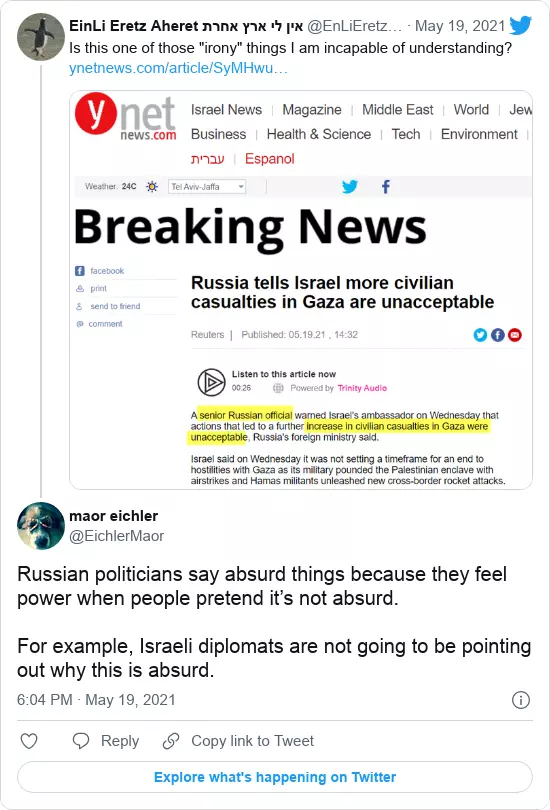 EinLi Eretz Aheret אין לי ארץ אחרת @EnLiEretz… · May 19, 2021
Is this one of those "irony" things I am incapable of understanding?
ynetnews.com/article/SyMHwu…
ynet
news.com
Israel News | Magazine | Middle East | World | Jew
Business | Health & Science | Tech | Environment |
עברית | Espanol
Weather 24C Tel Aviv-Jaffa
Breaking News
facebook
print
send to friend
comment
Russia tells Israel more civilian
casualties in Gaza are unacceptable
Reuters | Published: 05.19.21 , 14:32
Listen to this article now
00:26 Powered by Trinity Audio
A senior Russian official warned Israel's ambassador on Wednesday that
actions that led to a further increase in civilian casualties in Gaza were
unacceptable, Russia's foreign ministry said.
Israel said on Wednesday it was not setting a timeframe for an end to
hostilities with Gaza as its military pounded the Palestinian enclave with
airstrikes and Hamas militants unleashed new cross-border rocket attacks.
maor eichler
@EichlerMaor
Russian politicians say absurd things because they feel
power when people pretend it's not absurd.
For example, Israeli diplomats are not going to be pointing
out why this is absurd.
6:04 PM · May 19, 2021
Reply
Copy link to Tweet
Explore what's happening on Twitter